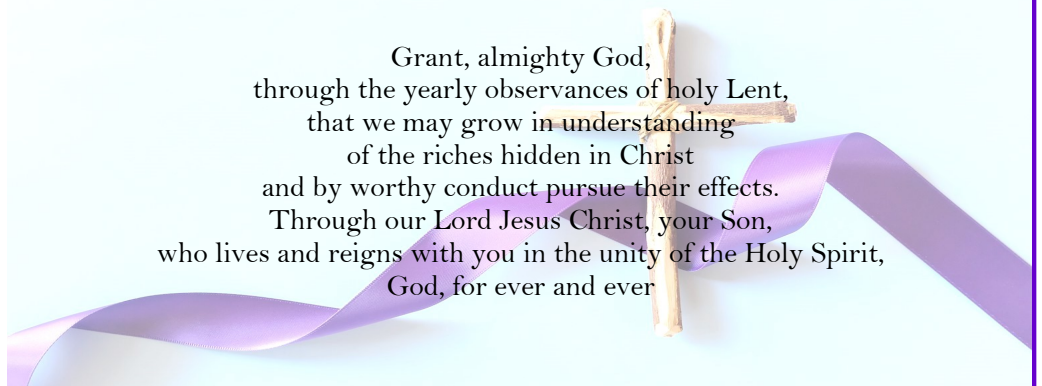 Grant, almighty God,
through the yearly observances of holy Lent,
that we may grow in understanding
of the riches hidden in Christ
and by worthy conduct pursue their effects.
Through our Lord Jesus Christ, your Son,
who lives and reigns with you in the unity of the Holy Spirit,
God, for ever and ever